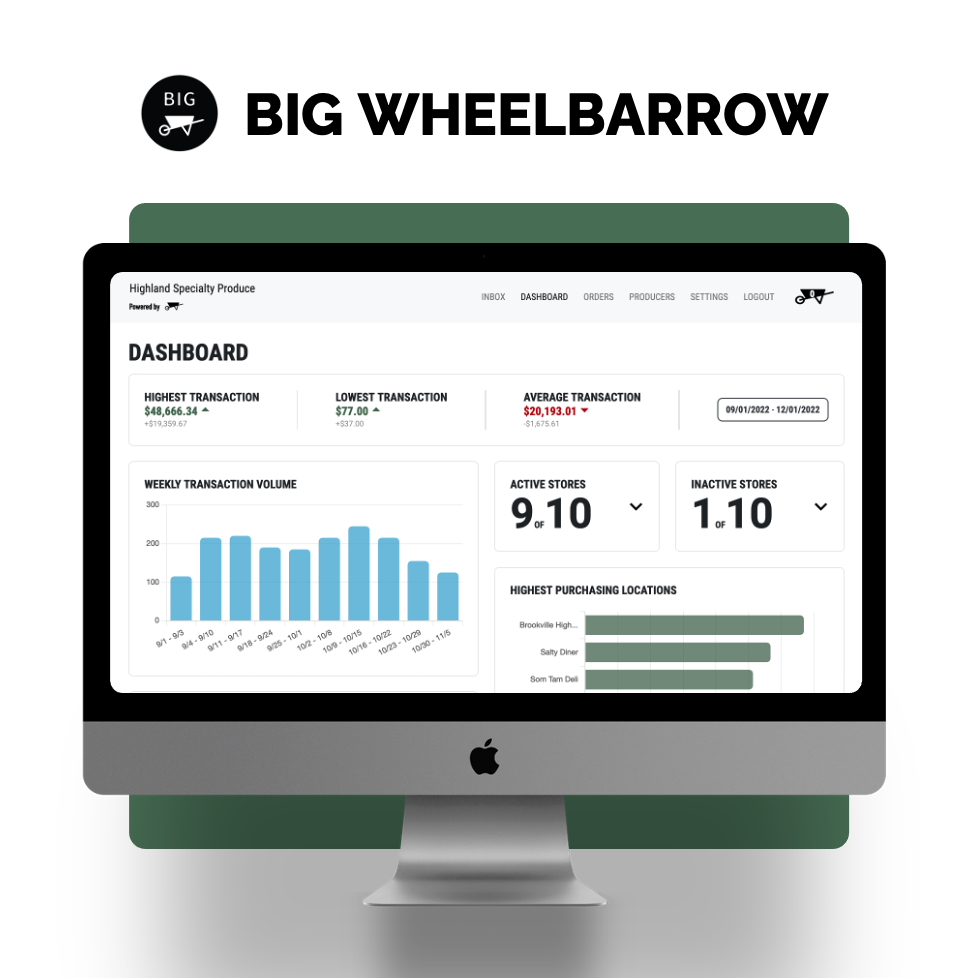 BIG
BIG WHEELBARROW
Highland Specialty Produce
Powered by
INBOX DASHBOARD ORDERS PRODUCERS SETTINGS LOGOUT
DASHBOARD
HIGHEST TRANSACTION
$48,666.34
+$19,359.67
LOWEST TRANSACTION
$77.00
+$37.00
AVERAGE TRANSACTION
$20,193.01
-$1,675.61
09/01/2022 - 12/01/2022
WEEKLY TRANSACTION VOLUME
300
200
100
0
9/1 - 9/3
9/4 - 9/10
9/11 - 9/17
9/18 - 9/24
9/25 - 10/1
10/2 - 10/8
10/9 - 10/15
10/16 - 10/22
10/23 - 10/29
10/30 - 11/5
ACTIVE STORES
9 OF 10
INACTIVE STORES
1 OF 10
HIGHEST PURCHASING LOCATIONS
Brookville High...
Salty Diner
Som Tam Deli